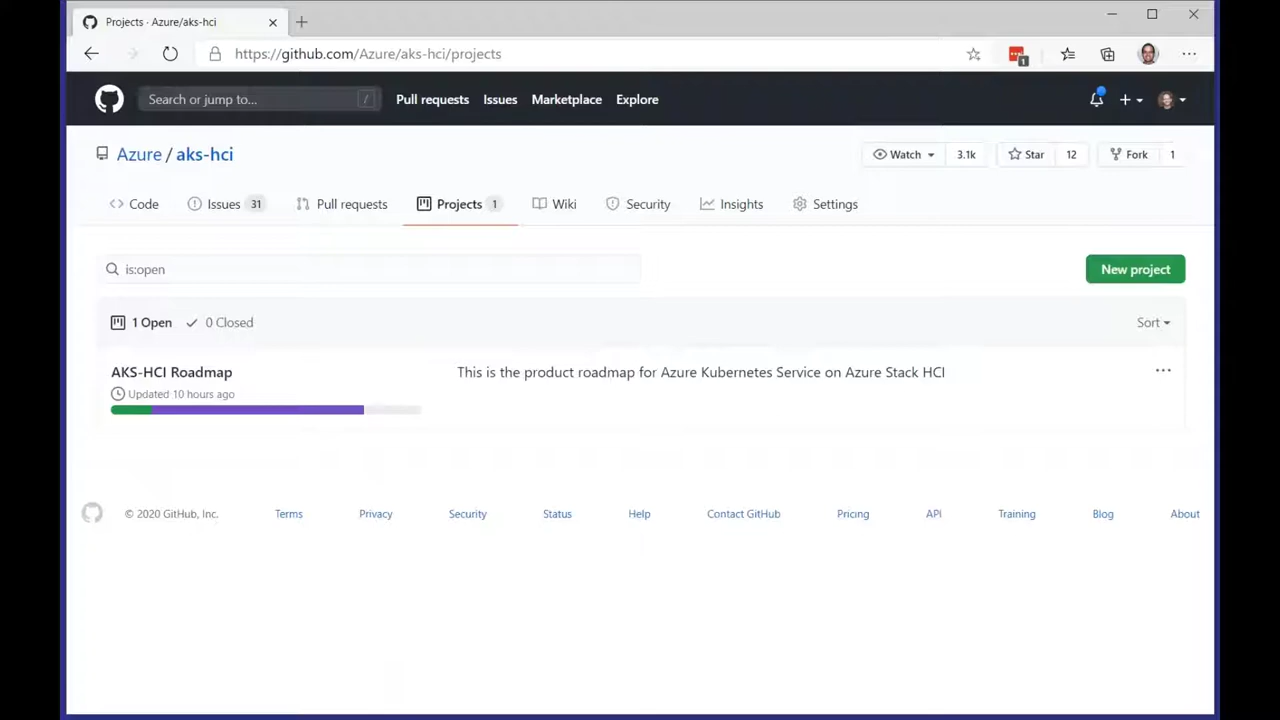 Projects · Azure/aks-hci
https://github.com/Azure/aks-hci/projects
1
Search or jump to...
/
Pull requests
Issues
Marketplace
Explore
Azure / aks-hci
Watch
3.1k
Star
12
Fork
1
Code
Issues 31
Pull requests
Projects 1
Wiki
Security
Insights
Settings
is:open
New project
1 Open
0 Closed
Sort
AKS-HCI Roadmap
This is the product roadmap for Azure Kubernetes Service on Azure Stack HCI
Updated 10 hours ago
© 2020 GitHub, Inc.
Terms
Privacy
Security
Status
Help
Contact GitHub
Pricing
API
Training
Blog
About